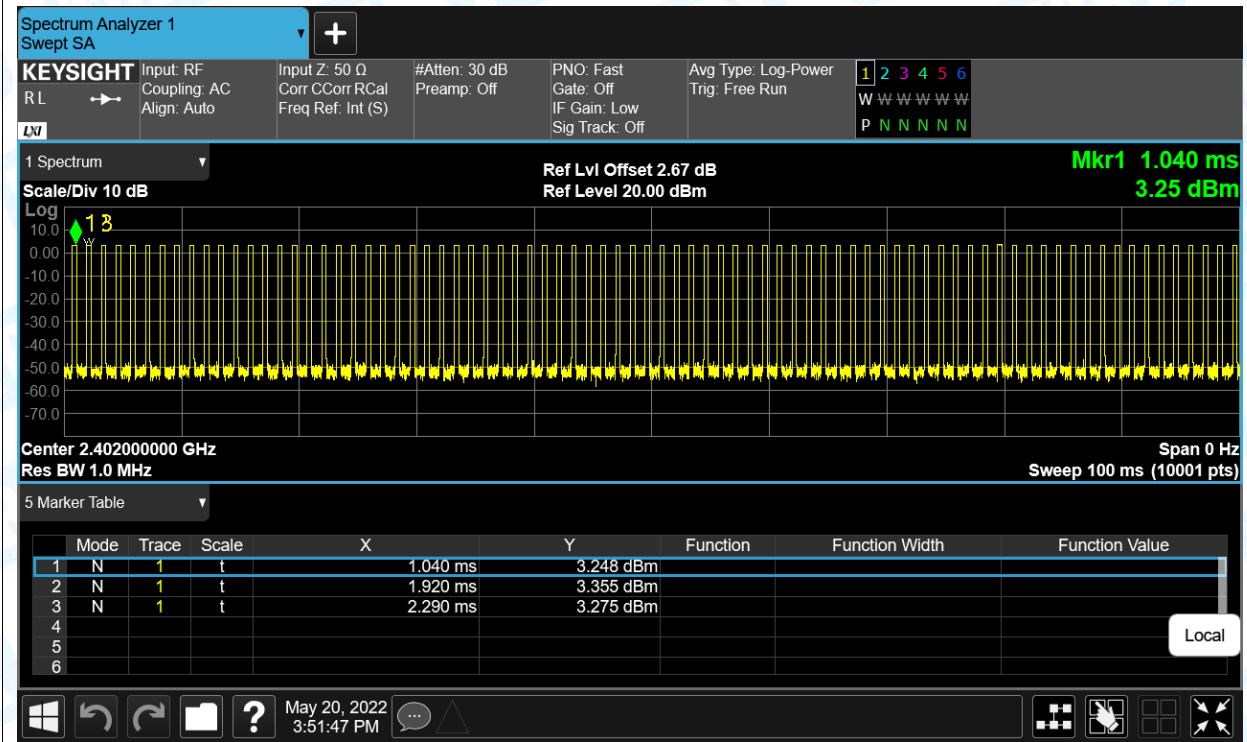 Spectrum Analyzer 1
Swept SA
KEYSIGHT
R L
LXI
Input: RF
Coupling: AC
Align: Auto
Input Z: 50 Ω
Corr CCorr RCal
Freq Ref: Int (S)
#Atten: 30 dB
Preamp: Off
PNO: Fast
Gate: Off
IF Gain: Low
Sig Track: Off
Avg Type: Log-Power
Trig: Free Run
1 2 3 4 5 6
W W W W W W
P N N N N N
1 Spectrum
Scale/Div 10 dB
Ref Lvl Offset 2.67 dB
Ref Level 20.00 dBm
Mkr1 1.040 ms
3.25 dBm
Log
10.0
0.00
-10.0
-20.0
-30.0
-40.0
-50.0
-60.0
-70.0
Center 2.402000000 GHz
Res BW 1.0 MHz
Span 0 Hz
Sweep 100 ms (10001 pts)
5 Marker Table
Mode Trace Scale X Y Function Function Width Function Value
1 N 1 t 1.040 ms 3.248 dBm
2 N 1 t 1.920 ms 3.355 dBm
3 N 1 t 2.290 ms 3.275 dBm
4
5
6
Local
?
May 20, 2022
3:51:47 PM